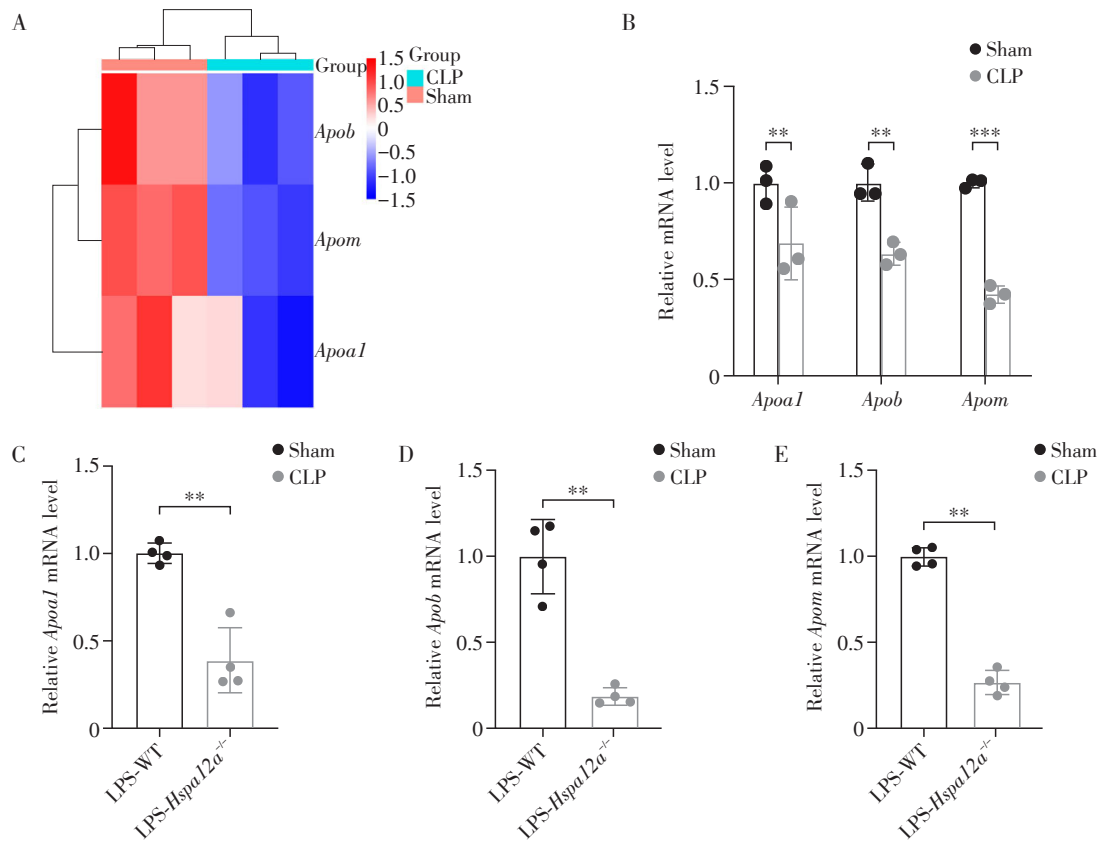 A
Group
1.5
1.0
0.5
0
−0.5
−1.0
−1.5
Group
CLP
Sham
Apob
Apom
Apoa1
B
Sham
CLP
Relative mRNA level
1.5
1.0
0.5
0
**
**
***
Apoa1
Apob
Apom
C
Sham
CLP
Relative Apoa1 mRNA level
1.5
1.0
0.5
0
**
LPS-WT
LPS-Hspa12a⁻/⁻
D
Sham
CLP
Relative Apob mRNA level
1.5
1.0
0.5
0
**
LPS-WT
LPS-Hspa12a⁻/⁻
E
Sham
CLP
Relative Apom mRNA level
1.5
1.0
0.5
0
**
LPS-WT
LPS-Hspa12a⁻/⁻